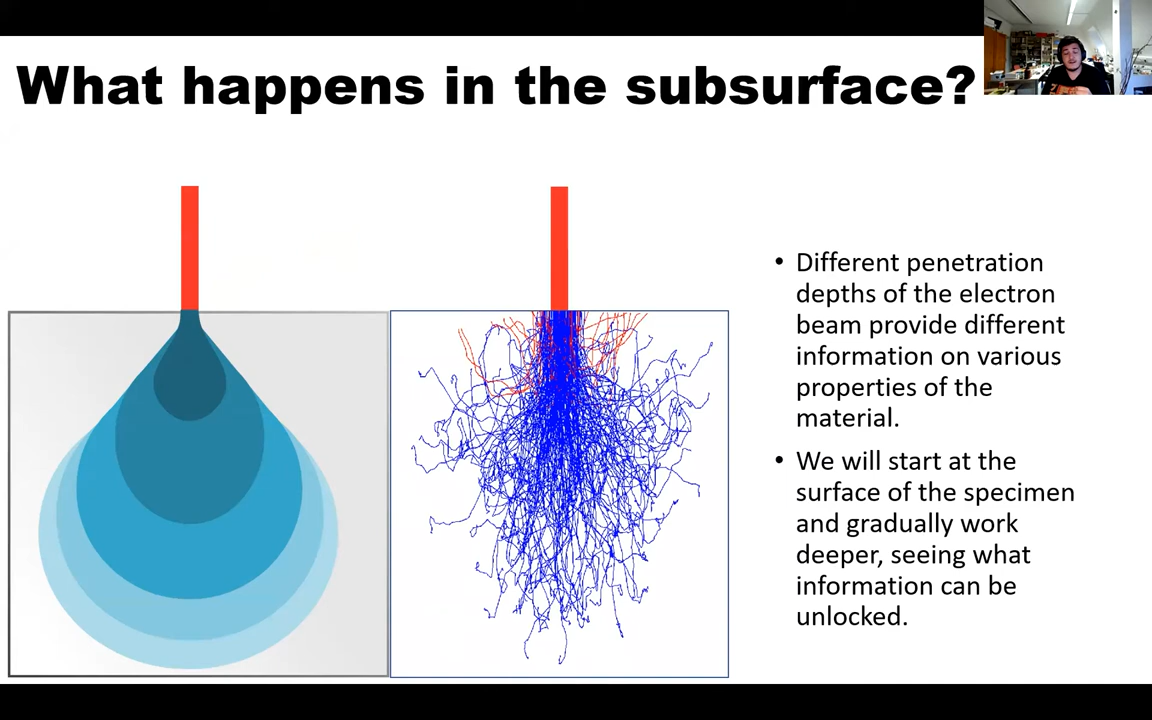 What happens in the subsurface?
• Different penetration
depths of the electron
beam provide different
information on various
properties of the
material.
• We will start at the
surface of the specimen
and gradually work
deeper, seeing what
information can be
unlocked.